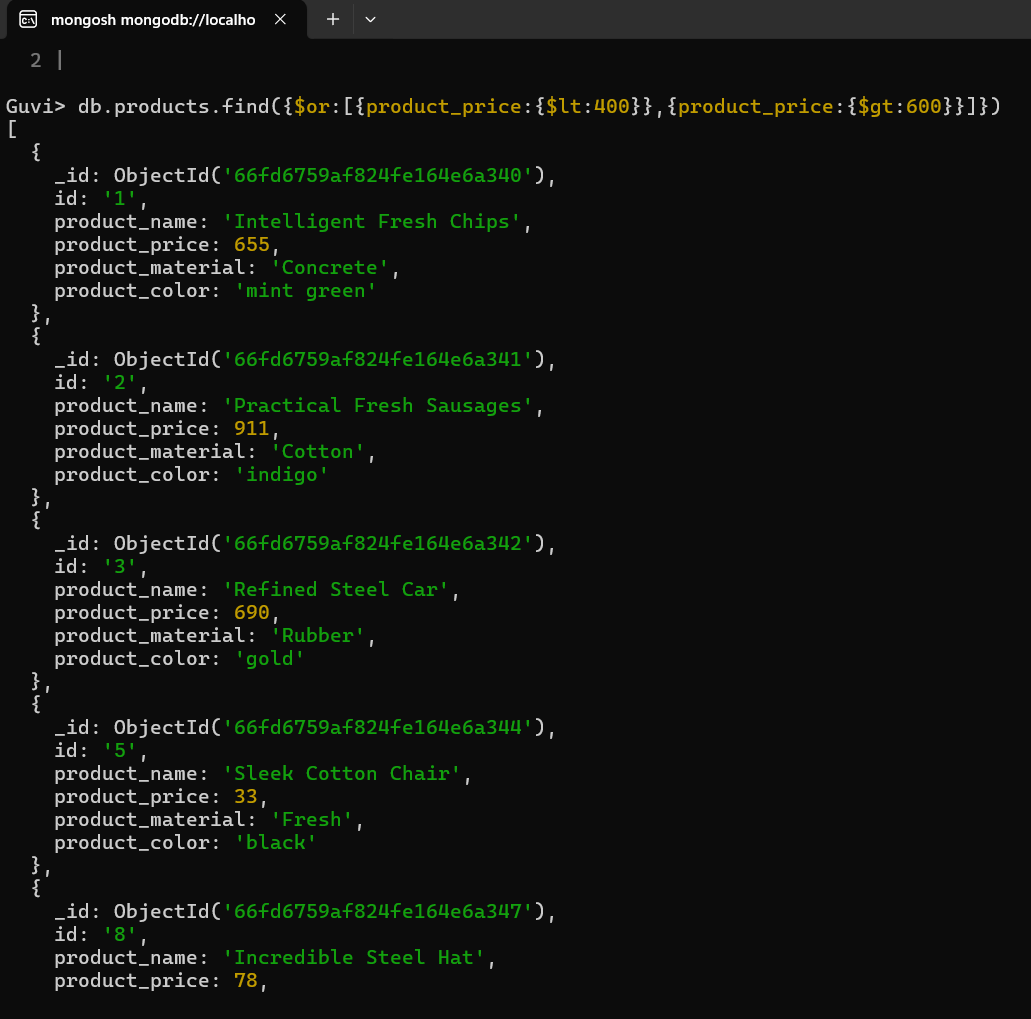 mongosh mongodb://localho
2 |
Guvi> db.products.find({$or:[{product_price:{$lt:400}},{product_price:{$gt:600}}]})
[
  {
    _id: ObjectId('66fd6759af824fe164e6a340'),
    id: '1',
    product_name: 'Intelligent Fresh Chips',
    product_price: 655,
    product_material: 'Concrete',
    product_color: 'mint green'
  },
  {
    _id: ObjectId('66fd6759af824fe164e6a341'),
    id: '2',
    product_name: 'Practical Fresh Sausages',
    product_price: 911,
    product_material: 'Cotton',
    product_color: 'indigo'
  },
  {
    _id: ObjectId('66fd6759af824fe164e6a342'),
    id: '3',
    product_name: 'Refined Steel Car',
    product_price: 690,
    product_material: 'Rubber',
    product_color: 'gold'
  },
  {
    _id: ObjectId('66fd6759af824fe164e6a344'),
    id: '5',
    product_name: 'Sleek Cotton Chair',
    product_price: 33,
    product_material: 'Fresh',
    product_color: 'black'
  },
  {
    _id: ObjectId('66fd6759af824fe164e6a347'),
    id: '8',
    product_name: 'Incredible Steel Hat',
    product_price: 78,